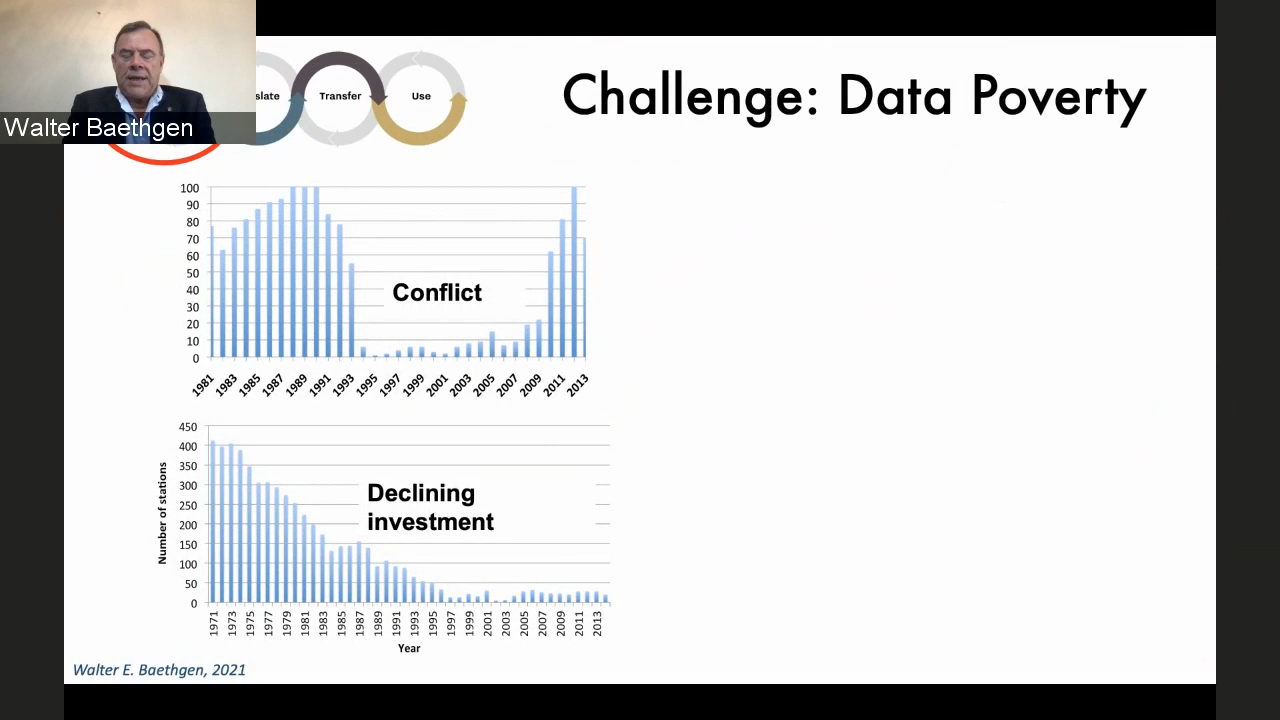 Walter Baethgen
slate
Transfer
Use
Challenge: Data Poverty
100
90
80
70
60
50
40
30
20
10
0
Conflict
1981 1983 1985 1987 1989 1991 1993 1995 1997 1999 2001 2003 2005 2007 2009 2011 2013
450
400
350
300
250
200
150
100
50
0
Number of stations
Declining
investment
1971 1973 1975 1977 1979 1981 1983 1985 1987 1989 1991 1993 1995 1997 1999 2001 2003 2005 2007 2009 2011 2013
Year
Walter E. Baethgen, 2021